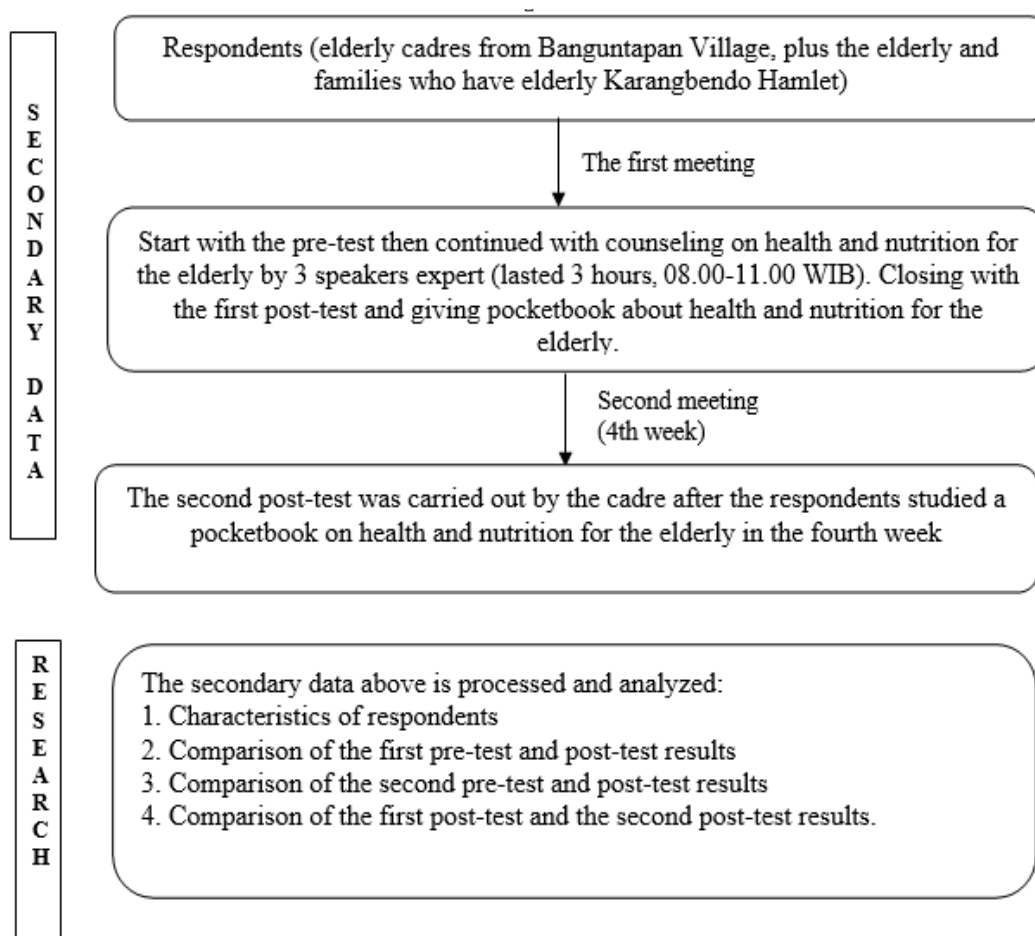 SECONDARY DATA
Respondents (elderly cadres from Banguntapan Village, plus the elderly and
families who have elderly Karangbendo Hamlet)
The first meeting
Start with the pre-test then continued with counseling on health and nutrition for
the elderly by 3 speakers expert (lasted 3 hours, 08.00-11.00 WIB). Closing with
the first post-test and giving pocketbook about health and nutrition for the
elderly.
Second meeting
(4th week)
The second post-test was carried out by the cadre after the respondents studied a
pocketbook on health and nutrition for the elderly in the fourth week
RESEARCH
The secondary data above is processed and analyzed:
1. Characteristics of respondents
2. Comparison of the first pre-test and post-test results
3. Comparison of the second pre-test and post-test results
4. Comparison of the first post-test and the second post-test results.